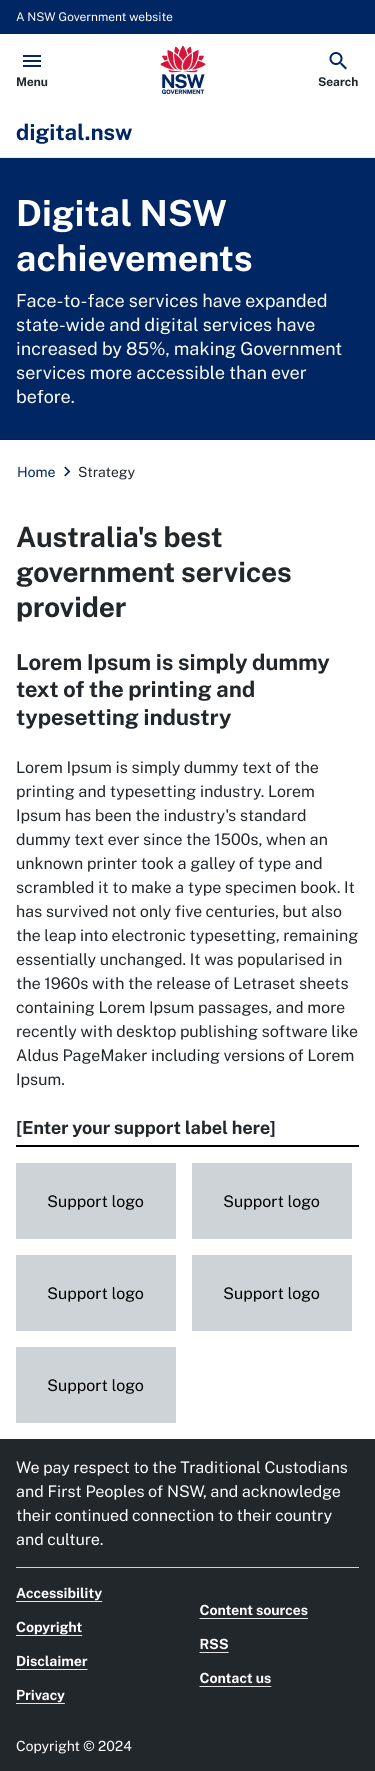 A NSW Government website
Menu
NSW
GOVERNMENT
Search
digital.nsw
Digital NSW
achievements
Face-to-face services have expanded
state-wide and digital services have
increased by 85%, making Government
services more accessible than ever
before.
Home > Strategy
Australia's best
government services
provider
Lorem Ipsum is simply dummy
text of the printing and
typesetting industry
Lorem Ipsum is simply dummy text of the
printing and typesetting industry. Lorem
Ipsum has been the industry's standard
dummy text ever since the 1500s, when an
unknown printer took a galley of type and
scrambled it to make a type specimen book. It
has survived not only five centuries, but also
the leap into electronic typesetting, remaining
essentially unchanged. It was popularised in
the 1960s with the release of Letraset sheets
containing Lorem Ipsum passages, and more
recently with desktop publishing software like
Aldus PageMaker including versions of Lorem
Ipsum.
[Enter your support label here]
Support logo
Support logo
Support logo
Support logo
Support logo
We pay respect to the Traditional Custodians
and First Peoples of NSW, and acknowledge
their continued connection to their country
and culture.
Accessibility
Copyright
Disclaimer
Privacy
Content sources
RSS
Contact us
Copyright © 2024